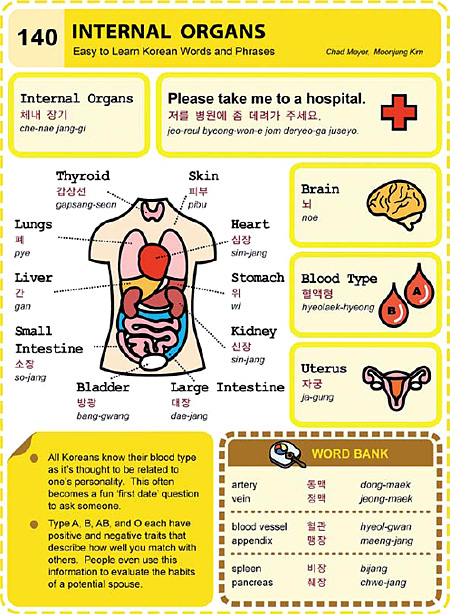 140
INTERNAL ORGANS
Easy to Learn Korean Words and Phrases
Chad Meyer, Moonjung Kim
Internal Organs
체내 장기
che-nae jang-gi
Please take me to a hospital.
저를 병원에 좀 데려가 주세요.
jeo-reul byeong-won-e jom deryeo-ga juseyo.
Thyroid
갑상선
gapsang-seon
Skin
피부
pibu
Lungs
폐
pye
Heart
심장
sim-jang
Liver
간
gan
Stomach
위
wi
Small
Intestine
소장
so-jang
Kidney
신장
sin-jang
Bladder
방광
bang-gwang
Large Intestine
대장
dae-jang
Brain
뇌
noe
Blood Type
혈액형
hyeolaek-hyeong
A
B
Uterus
자궁
ja-gung
All Koreans know their blood type
as it's thought to be related to
one's personality. This often
becomes a fun 'first date' question
to ask someone.
Type A, B, AB, and O each have
positive and negative traits that
describe how well you match with
others. People even use this
information to evaluate the habits
of a potential spouse.
WORD BANK
artery 동맥 dong-maek
vein 정맥 jeong-maek
blood vessel 혈관 hyeol-gwan
appendix 맹장 maeng-jang
spleen 비장 bijang
pancreas 췌장 chwe-jang